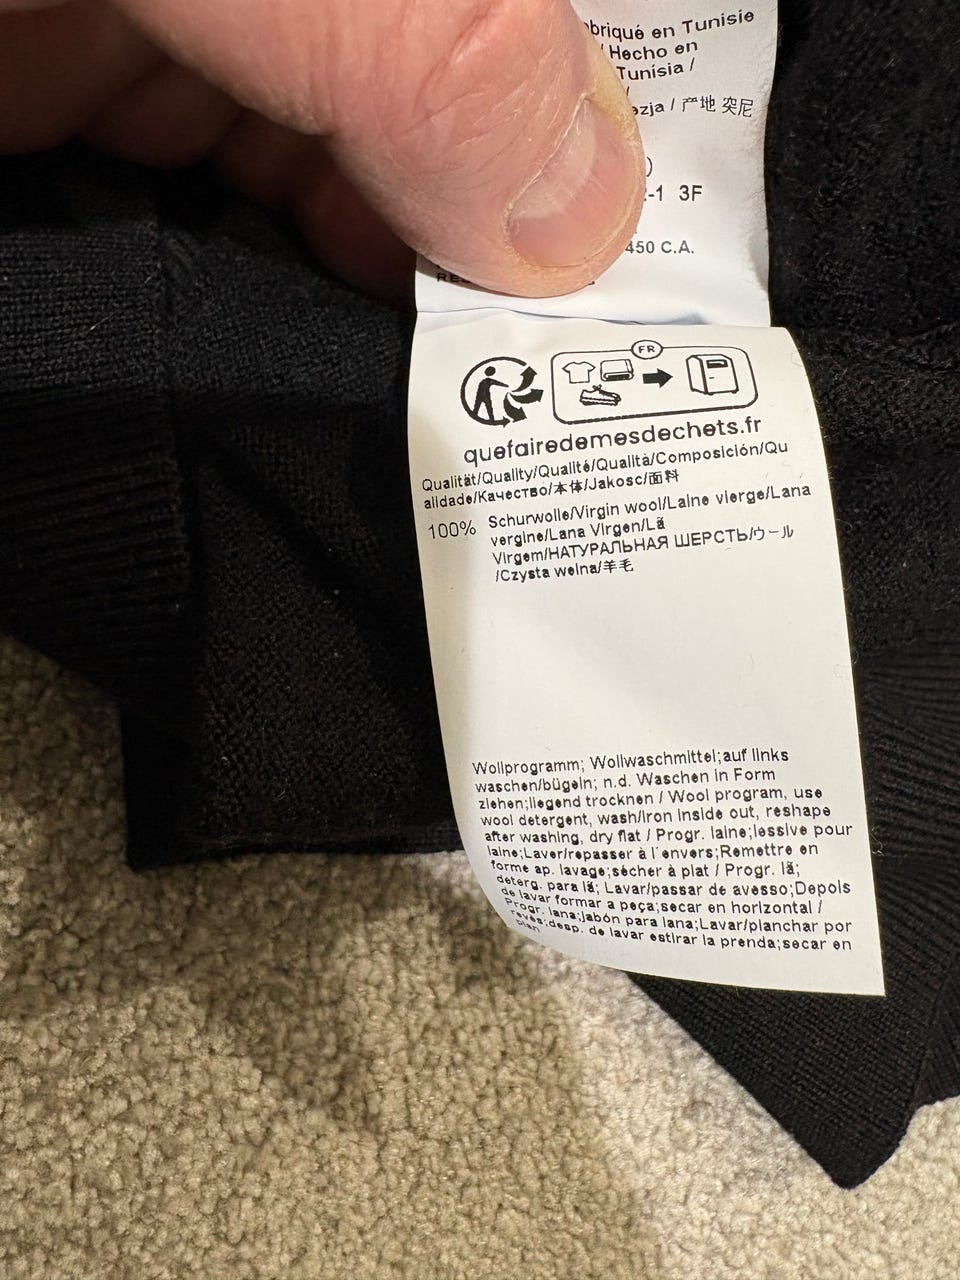 briqué en Tunisie
/ Hecho en
Tunísia /
/
zja / 产地 突尼
)
-1 3F
450 C.A.
FR
quefairedemesdechets.fr
Qualität/Quality/Qualité/Qualità/Composición/Qu
alidade/Качество/本体/Jakosc/面料
100% Schurwolle/Virgin wool/Laine vierge/Lana
vergine/Lana Virgen/Lã
Virgem/НАТУРАЛЬНАЯ ШЕРСТЬ/ウール
/Czysta welna/羊毛
Wollprogramm; Wollwaschmittel;auf links
waschen/bügeln; n.d. Waschen in Form
ziehen;liegend trocknen / Wool program, use
wool detergent, wash/iron inside out, reshape
after washing, dry flat / Progr. laine;lessive pour
laine;Laver/repasser à l´envers;Remettre en
forme ap. lavage;sécher à plat / Progr. lã;
deterg. para lã; Lavar/passar de avesso;Depois
de lavar formar a peça;secar en horizontal /
Progr. lana;jabón para lana;Lavar/planchar por
revés;desp. de lavar estirar la prenda;secar en
plan